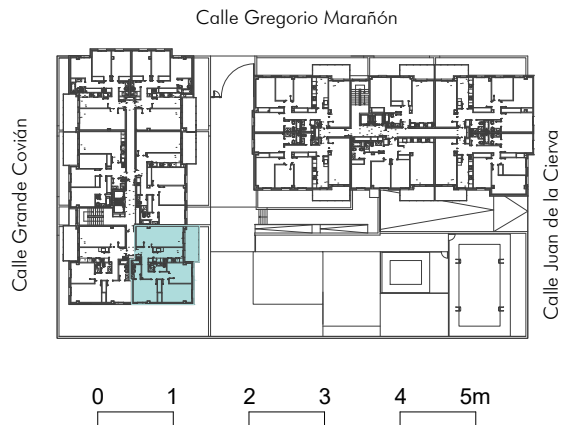 Calle Gregorio Marañón
Calle Grande Covián
Calle Juan de la Cierva
0 1 2 3 4 5m